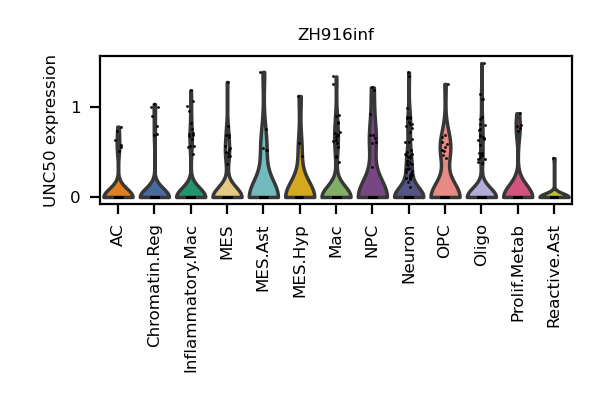 ZH916inf
UNC50 expression
1
0
AC
Chromatin.Reg
Inflammatory.Mac
MES
MES.Ast
MES.Hyp
Mac
NPC
Neuron
OPC
Oligo
Prolif.Metab
Reactive.Ast